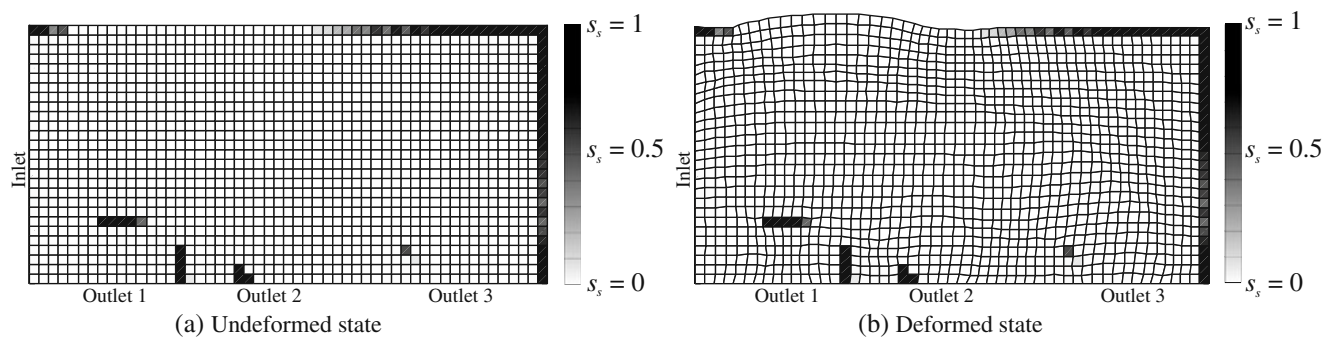 s_s = 1
s_s = 0.5
s_s = 0
Inlet
Outlet 1 Outlet 2 Outlet 3
(a) Undeformed state
s_s = 1
s_s = 0.5
s_s = 0
Inlet
Outlet 1 Outlet 2 Outlet 3
(b) Deformed state